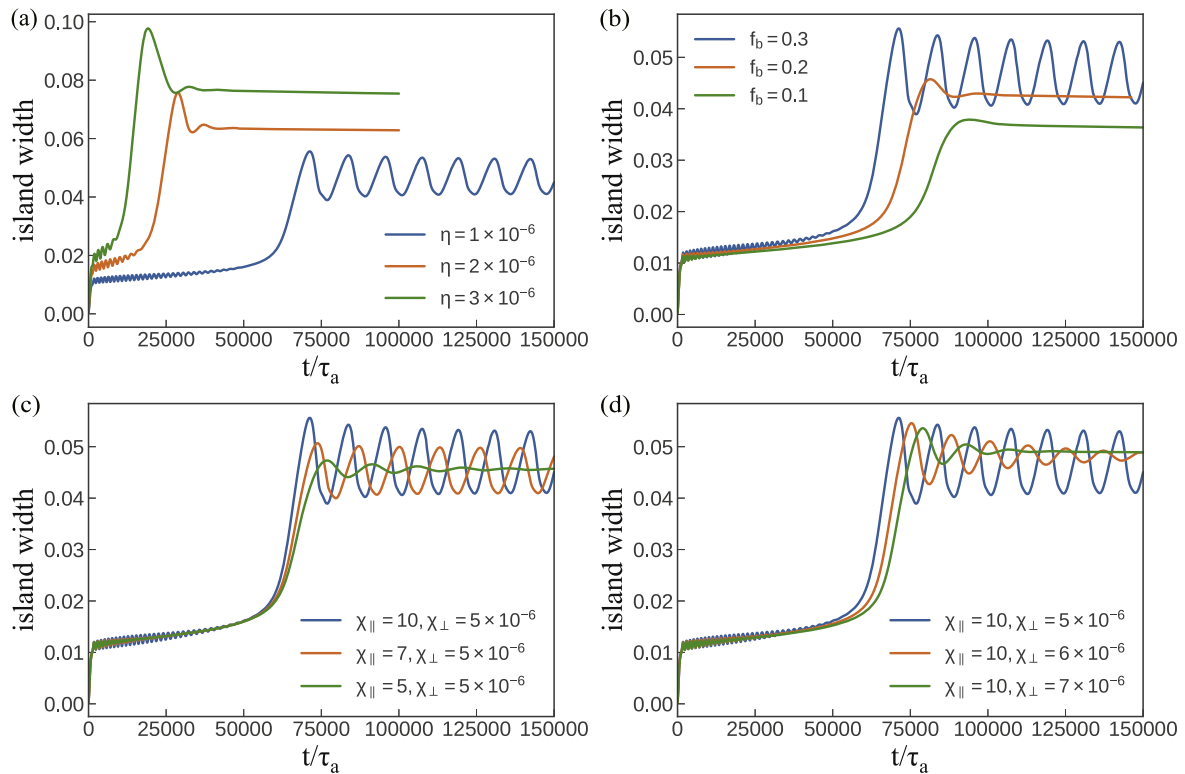 (a)
0.10
0.08
0.06
0.04
0.02
0.00
island width
η = 1 × 10⁻⁶
η = 2 × 10⁻⁶
η = 3 × 10⁻⁶
0 25000 50000 75000 100000 125000 150000
t/τₐ
(b)
0.05
0.04
0.03
0.02
0.01
0.00
island width
f_b = 0.3
f_b = 0.2
f_b = 0.1
0 25000 50000 75000 100000 125000 150000
t/τₐ
(c)
0.05
0.04
0.03
0.02
0.01
0.00
island width
χ∥ = 10, χ⊥ = 5 × 10⁻⁶
χ∥ = 7, χ⊥ = 5 × 10⁻⁶
χ∥ = 5, χ⊥ = 5 × 10⁻⁶
0 25000 50000 75000 100000 125000 150000
t/τₐ
(d)
0.05
0.04
0.03
0.02
0.01
0.00
island width
χ∥ = 10, χ⊥ = 5 × 10⁻⁶
χ∥ = 10, χ⊥ = 6 × 10⁻⁶
χ∥ = 10, χ⊥ = 7 × 10⁻⁶
0 25000 50000 75000 100000 125000 150000
t/τₐ